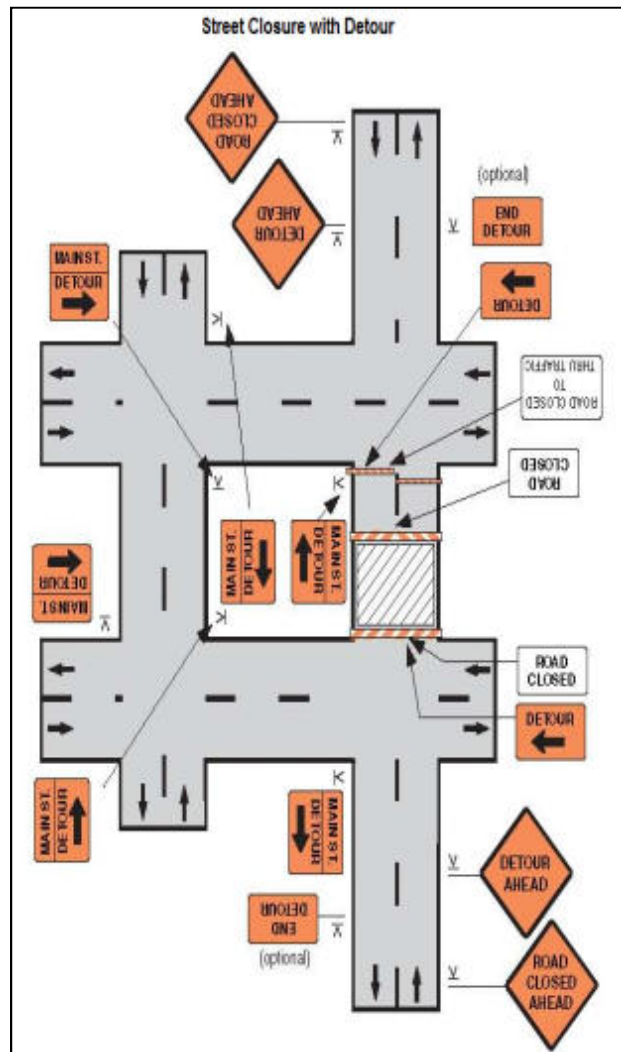 Street Closure with Detour
ROAD
CLOSED
AHEAD
DETOUR
AHEAD
(optional)
END
DETOUR
MAIN ST.
DETOUR
DETOUR
ROAD CLOSED
TO
THRU TRAFFIC
ROAD
CLOSED
MAIN ST.
DETOUR
MAIN ST.
DETOUR
MAIN ST.
DETOUR
ROAD
CLOSED
DETOUR
MAIN ST.
DETOUR
MAIN ST.
DETOUR
DETOUR
AHEAD
END
DETOUR
(optional)
ROAD
CLOSED
AHEAD